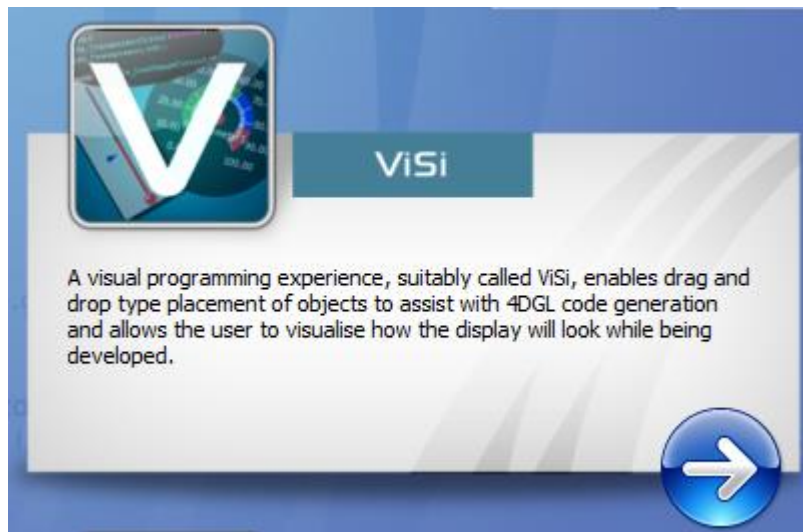 V
ViSi
A visual programming experience, suitably called ViSi, enables drag and
drop type placement of objects to assist with 4DGL code generation
and allows the user to visualise how the display will look while being
developed.